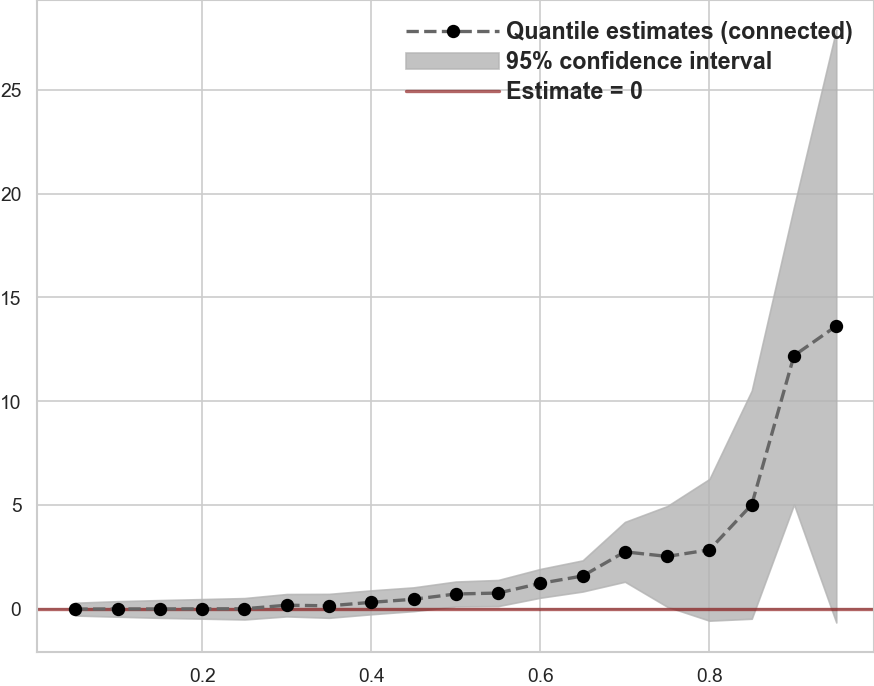 Quantile estimates (connected)
95% confidence interval
Estimate = 0
25
20
15
10
5
0
0.2 0.4 0.6 0.8